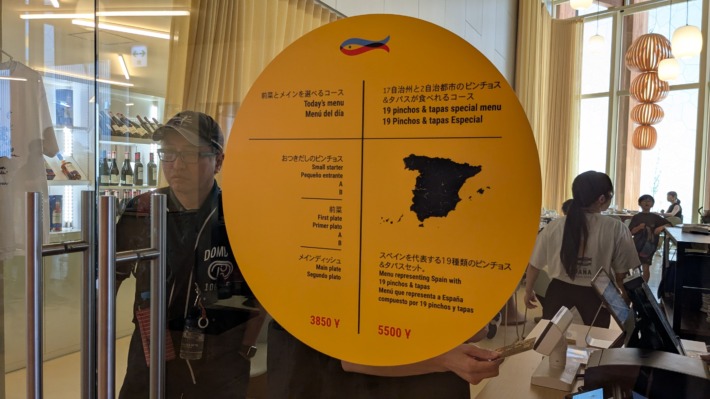 前菜とメインを選べるコース
Today's menu
Menú del día
おつきだしのピンチョス
Small starter
Pequeño entrante
A
B
前菜
First plate
Primer plato
A
B
メインディッシュ
Main plate
Segundo plato
3850 ¥
17自治州と2自治都市のピンチョス
&タパスが食べれるコース
19 pinchos & tapas special menu
19 Pinchos & tapas Especial
スペインを代表する19種類のピンチョス
&タパスセット。
Menu representing Spain with
19 pinchos & tapas
Menú que representa a España
compuesto por 19 pinchos y tapas
5500 ¥